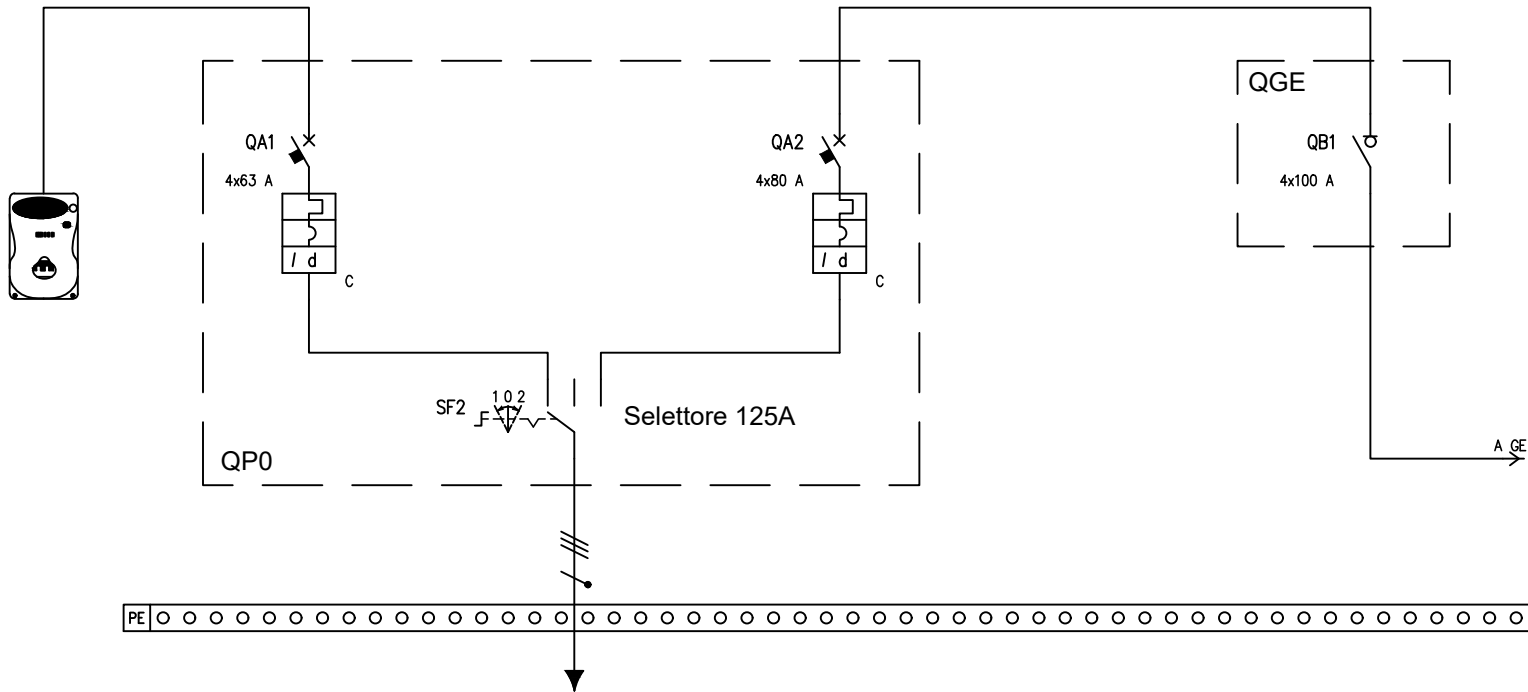 QGE
QA1
QA2
QB1
4x63 A
4x80 A
4x100 A
I d
I d
C
C
1 0 2
SF2
Selettore 125A
A GE
QP0
PE